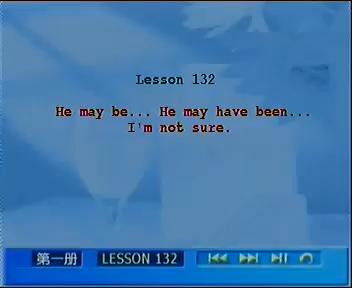 Lesson 132
He may be... He may have been...
I'm not sure.
第一册 LESSON 132